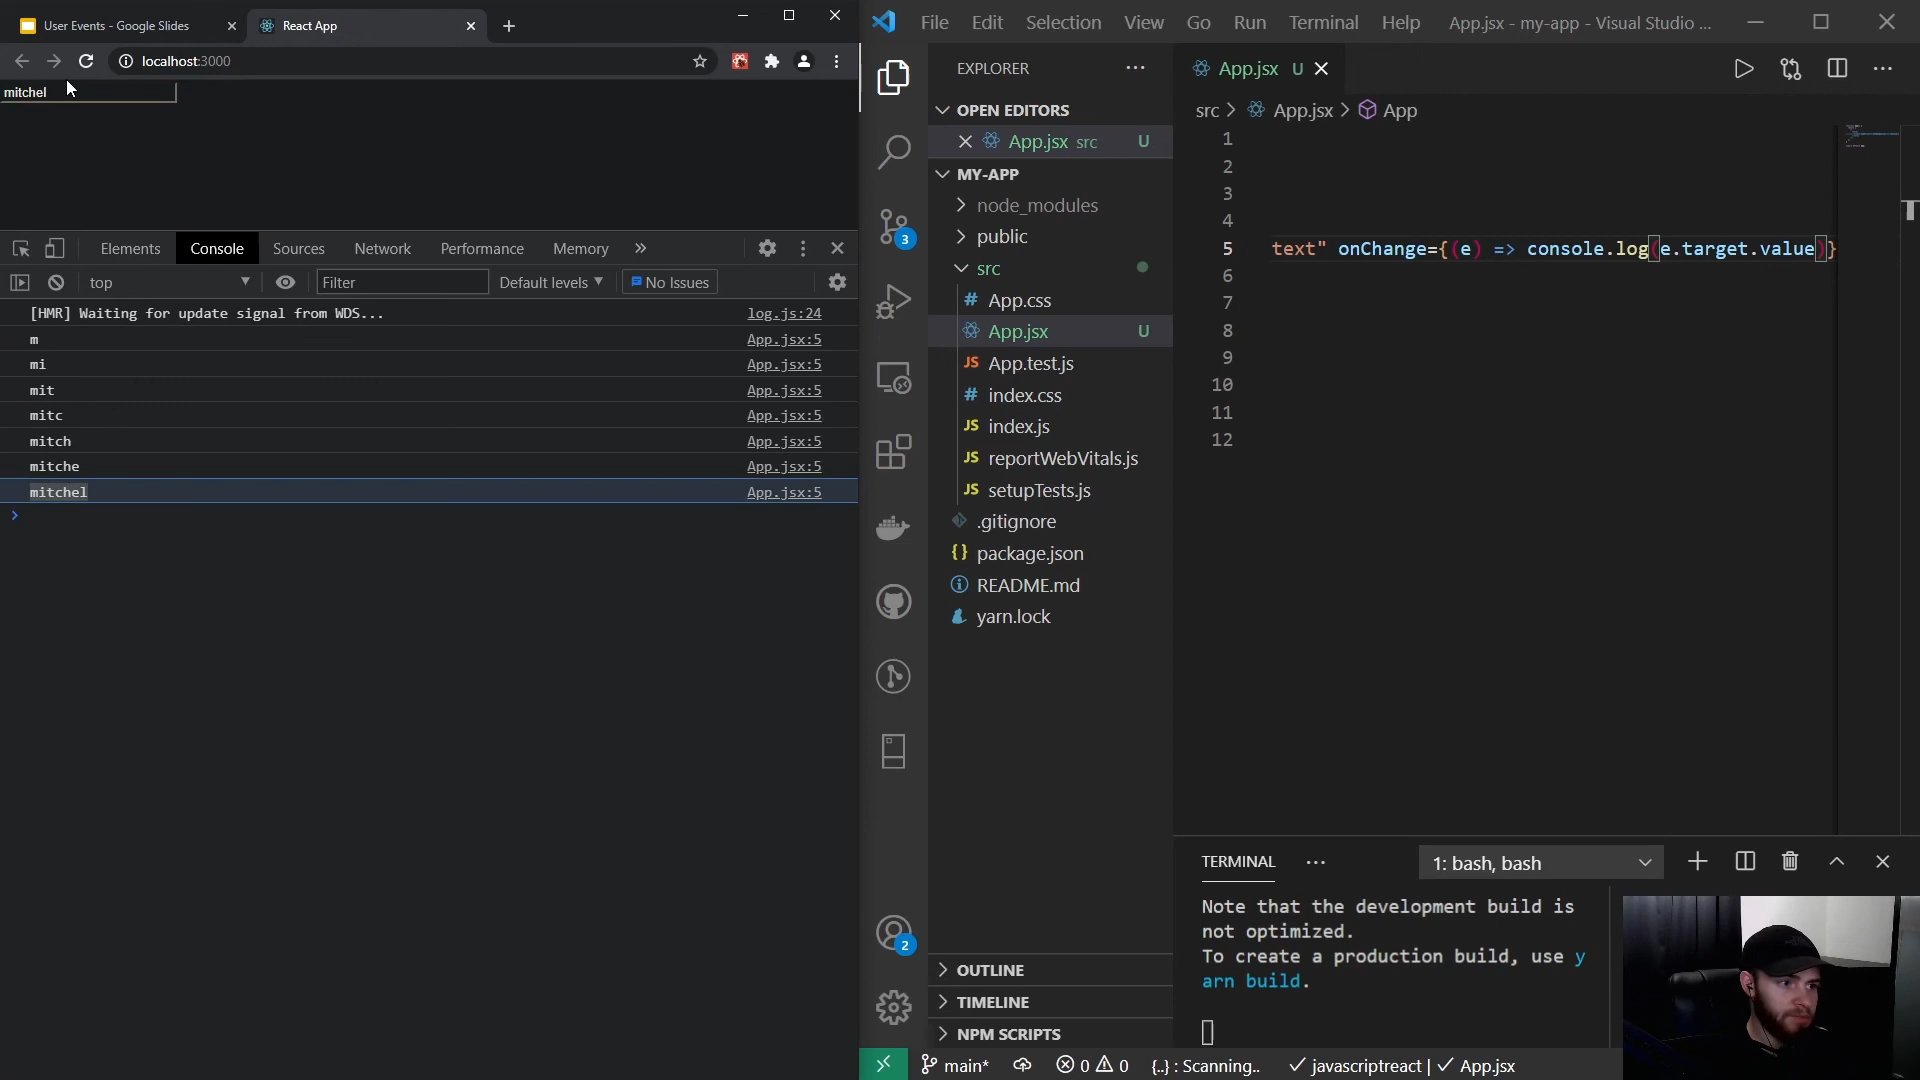 User Events - Google Slides
React App
localhost:3000
mitchel
Elements
Console
Sources
Network
Performance
Memory
top
Filter
Default levels
No Issues
[HMR] Waiting for update signal from WDS... log.js:24
m App.jsx:5
mi App.jsx:5
mit App.jsx:5
mitc App.jsx:5
mitch App.jsx:5
mitche App.jsx:5
mitchel App.jsx:5
File Edit Selection View Go Run Terminal Help App.jsx - my-app - Visual Studio ...
EXPLORER
OPEN EDITORS
App.jsx src U
MY-APP
node_modules
public
src
# App.css
App.jsx U
JS App.test.js
# index.css
JS index.js
JS reportWebVitals.js
JS setupTests.js
.gitignore
{} package.json
README.md
yarn.lock
OUTLINE
TIMELINE
NPM SCRIPTS
3
2
App.jsx U
src > App.jsx > App
1
2
3
4
5 text" onChange={(e) => console.log(e.target.value)}
6
7
8
9
10
11
12
TERMINAL
1: bash, bash
Note that the development build is
not optimized.
To create a production build, use y
arn build.
main* 0 0 {..} : Scanning.. javascriptreact | App.jsx